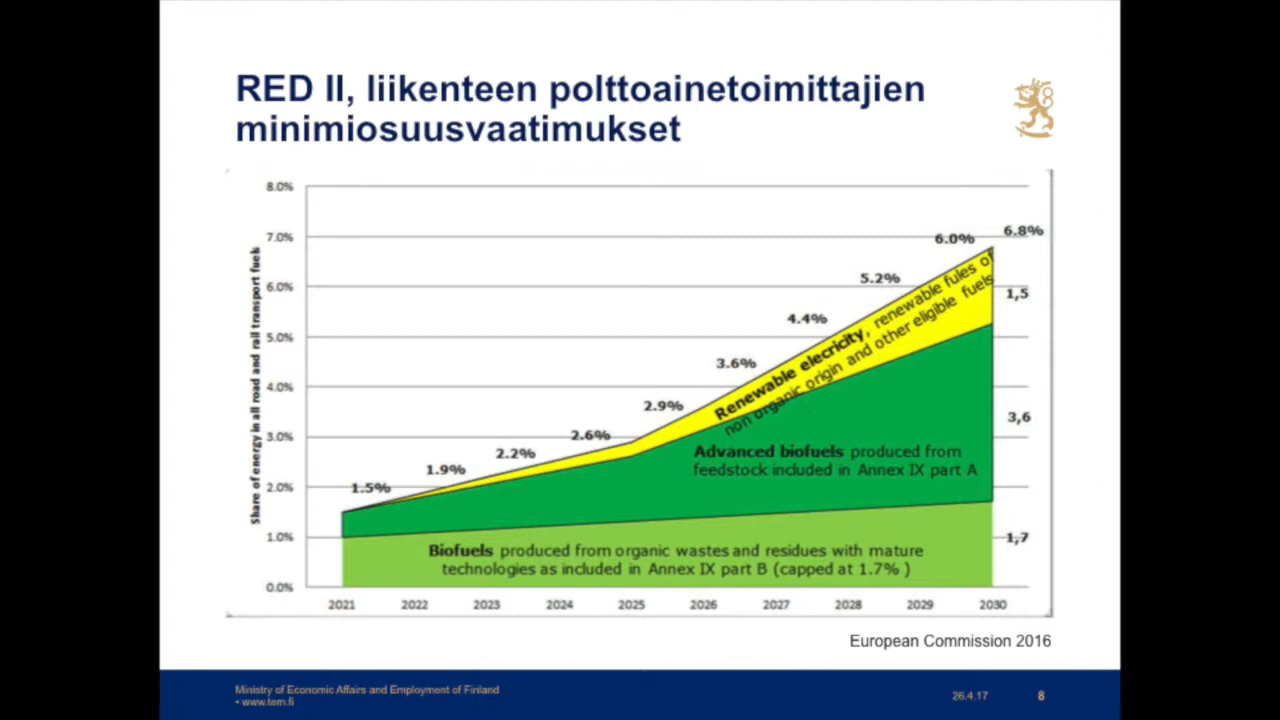 RED II, liikenteen polttoainetoimittajien
minimiosuusvaatimukset
Share of energy in all road and rail transport fuels
8.0%
7.0%
6.0%
5.0%
4.0%
3.0%
2.0%
1.0%
0.0%
1.5%
1.9%
2.2%
2.6%
2.9%
3.6%
4.4%
5.2%
6.0%
6.8%
1,5
3,6
1,7
Renewable elecricity, renewable fules of
non organic origin and other eligible fuels
Advanced biofuels produced from
feedstock included in Annex IX part A
Biofuels produced from organic wastes and residues with mature
technologies as included in Annex IX part B (capped at 1.7% )
2021 2022 2023 2024 2025 2026 2027 2028 2029 2030
European Commission 2016
Ministry of Economic Affairs and Employment of Finland
• www.tem.fi
26.4.17
8